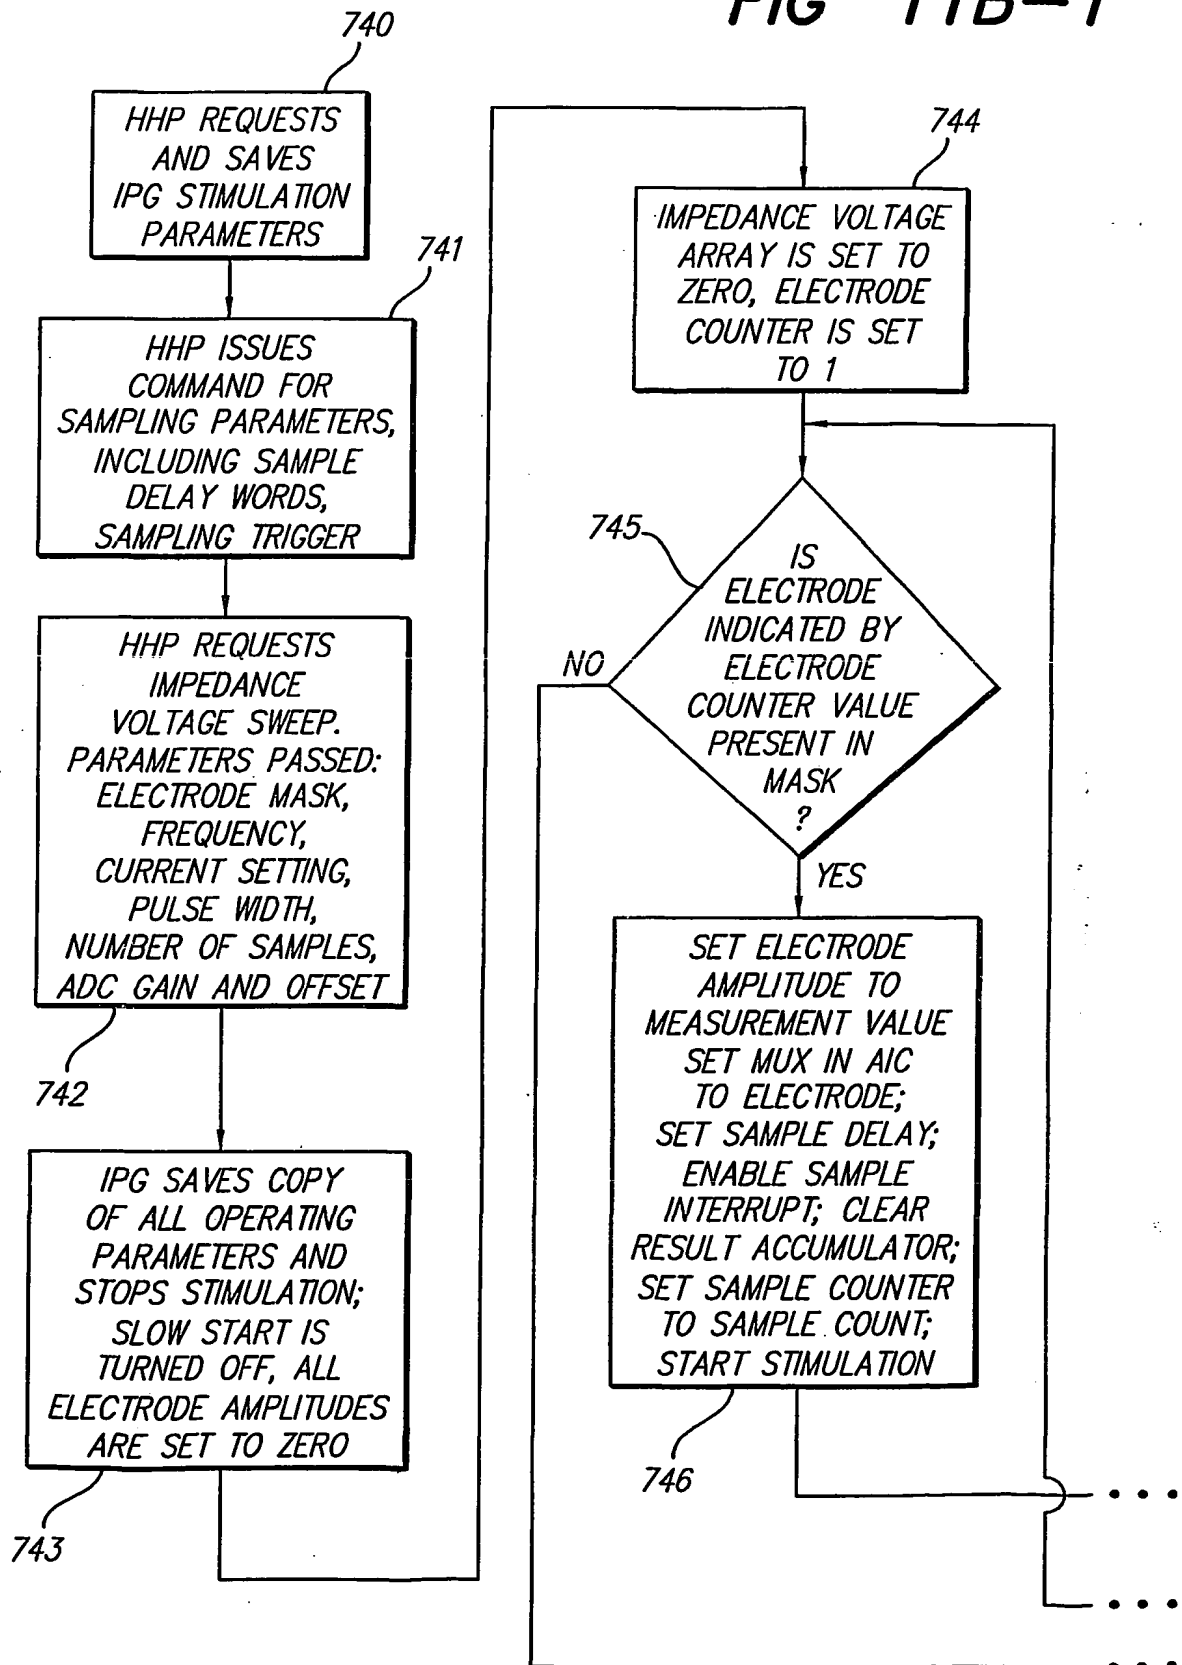 FIG 11B-1
740
HHP REQUESTS
AND SAVES
IPG STIMULATION
PARAMETERS
741
HHP ISSUES
COMMAND FOR
SAMPLING PARAMETERS,
INCLUDING SAMPLE
DELAY WORDS,
SAMPLING TRIGGER
HHP REQUESTS
IMPEDANCE
VOLTAGE SWEEP.
PARAMETERS PASSED:
ELECTRODE MASK,
FREQUENCY,
CURRENT SETTING,
PULSE WIDTH,
NUMBER OF SAMPLES,
ADC GAIN AND OFFSET
742
IPG SAVES COPY
OF ALL OPERATING
PARAMETERS AND
STOPS STIMULATION;
SLOW START IS
TURNED OFF, ALL
ELECTRODE AMPLITUDES
ARE SET TO ZERO
743
744
IMPEDANCE VOLTAGE
ARRAY IS SET TO
ZERO, ELECTRODE
COUNTER IS SET
TO 1
745
IS
ELECTRODE
INDICATED BY
ELECTRODE
COUNTER VALUE
PRESENT IN
MASK
?
NO
YES
SET ELECTRODE
AMPLITUDE TO
MEASUREMENT VALUE
SET MUX IN AIC
TO ELECTRODE;
SET SAMPLE DELAY;
ENABLE SAMPLE
INTERRUPT; CLEAR
RESULT ACCUMULATOR;
SET SAMPLE COUNTER
TO SAMPLE COUNT;
START STIMULATION
746